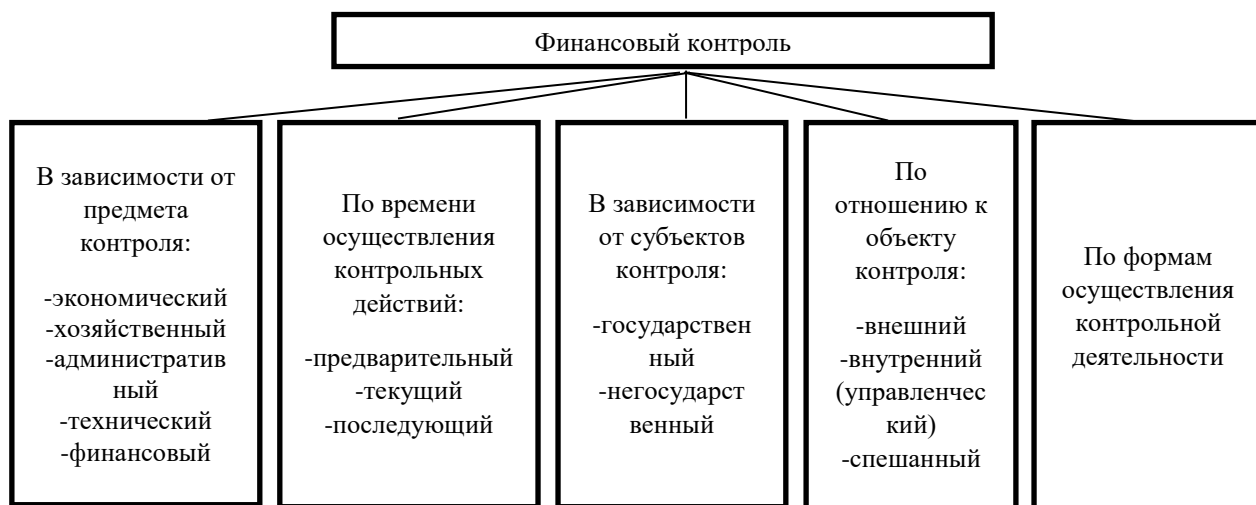 Финансовый контроль
В зависимости от
предмета
контроля:
-экономический
-хозяйственный
-административ
ный
-технический
-финансовый
По времени
осуществления
контрольных
действий:
-предварительный
-текущий
-последующий
В зависимости
от субъектов
контроля:
-государствен
ный
-негосударст
венный
По
отношению к
объекту
контроля:
-внешний
-внутренний
(управленчес
кий)
-спешанный
По формам
осуществления
контрольной
деятельности